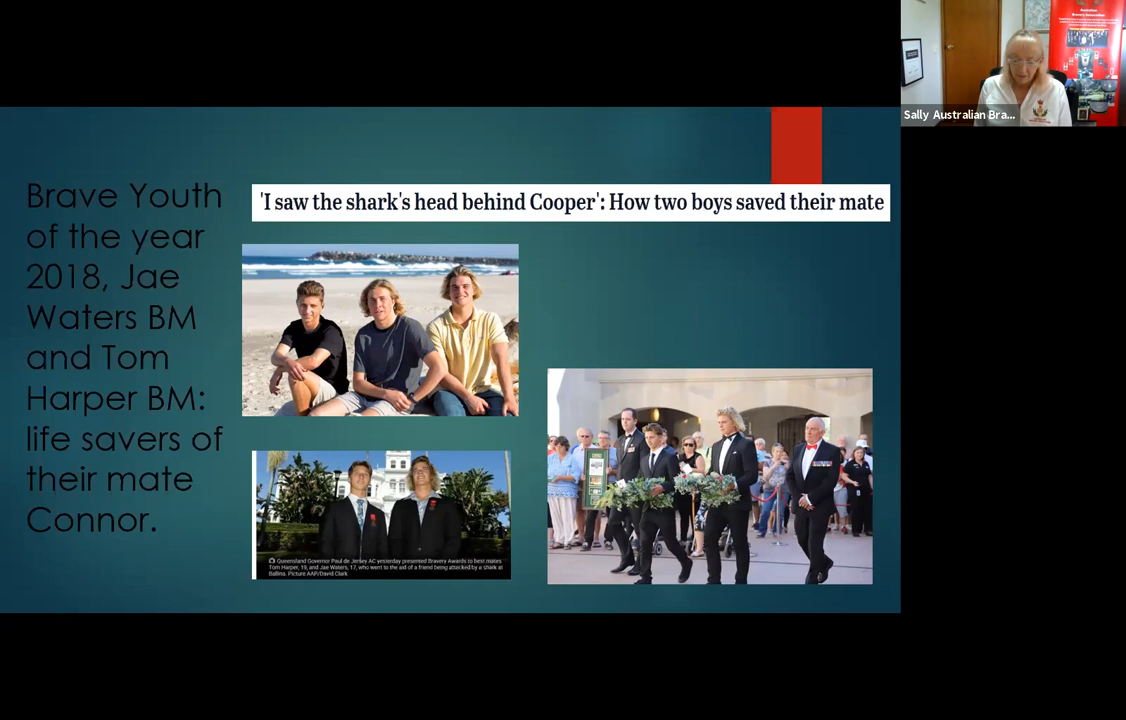 Sally Australian Bra...
Brave Youth
of the year
2018, Jae
Waters BM
and Tom
Harper BM:
life savers of
their mate
Connor.
'I saw the shark's head behind Cooper': How two boys saved their mate
Queensland Governor Paul de Jersey AC yesterday presented Bravery Awards to best mates
Tom Harper, 19, and Jae Waters, 17, who went to the aid of a friend being attacked by a shark at
Ballina. Picture AAP/David Clark